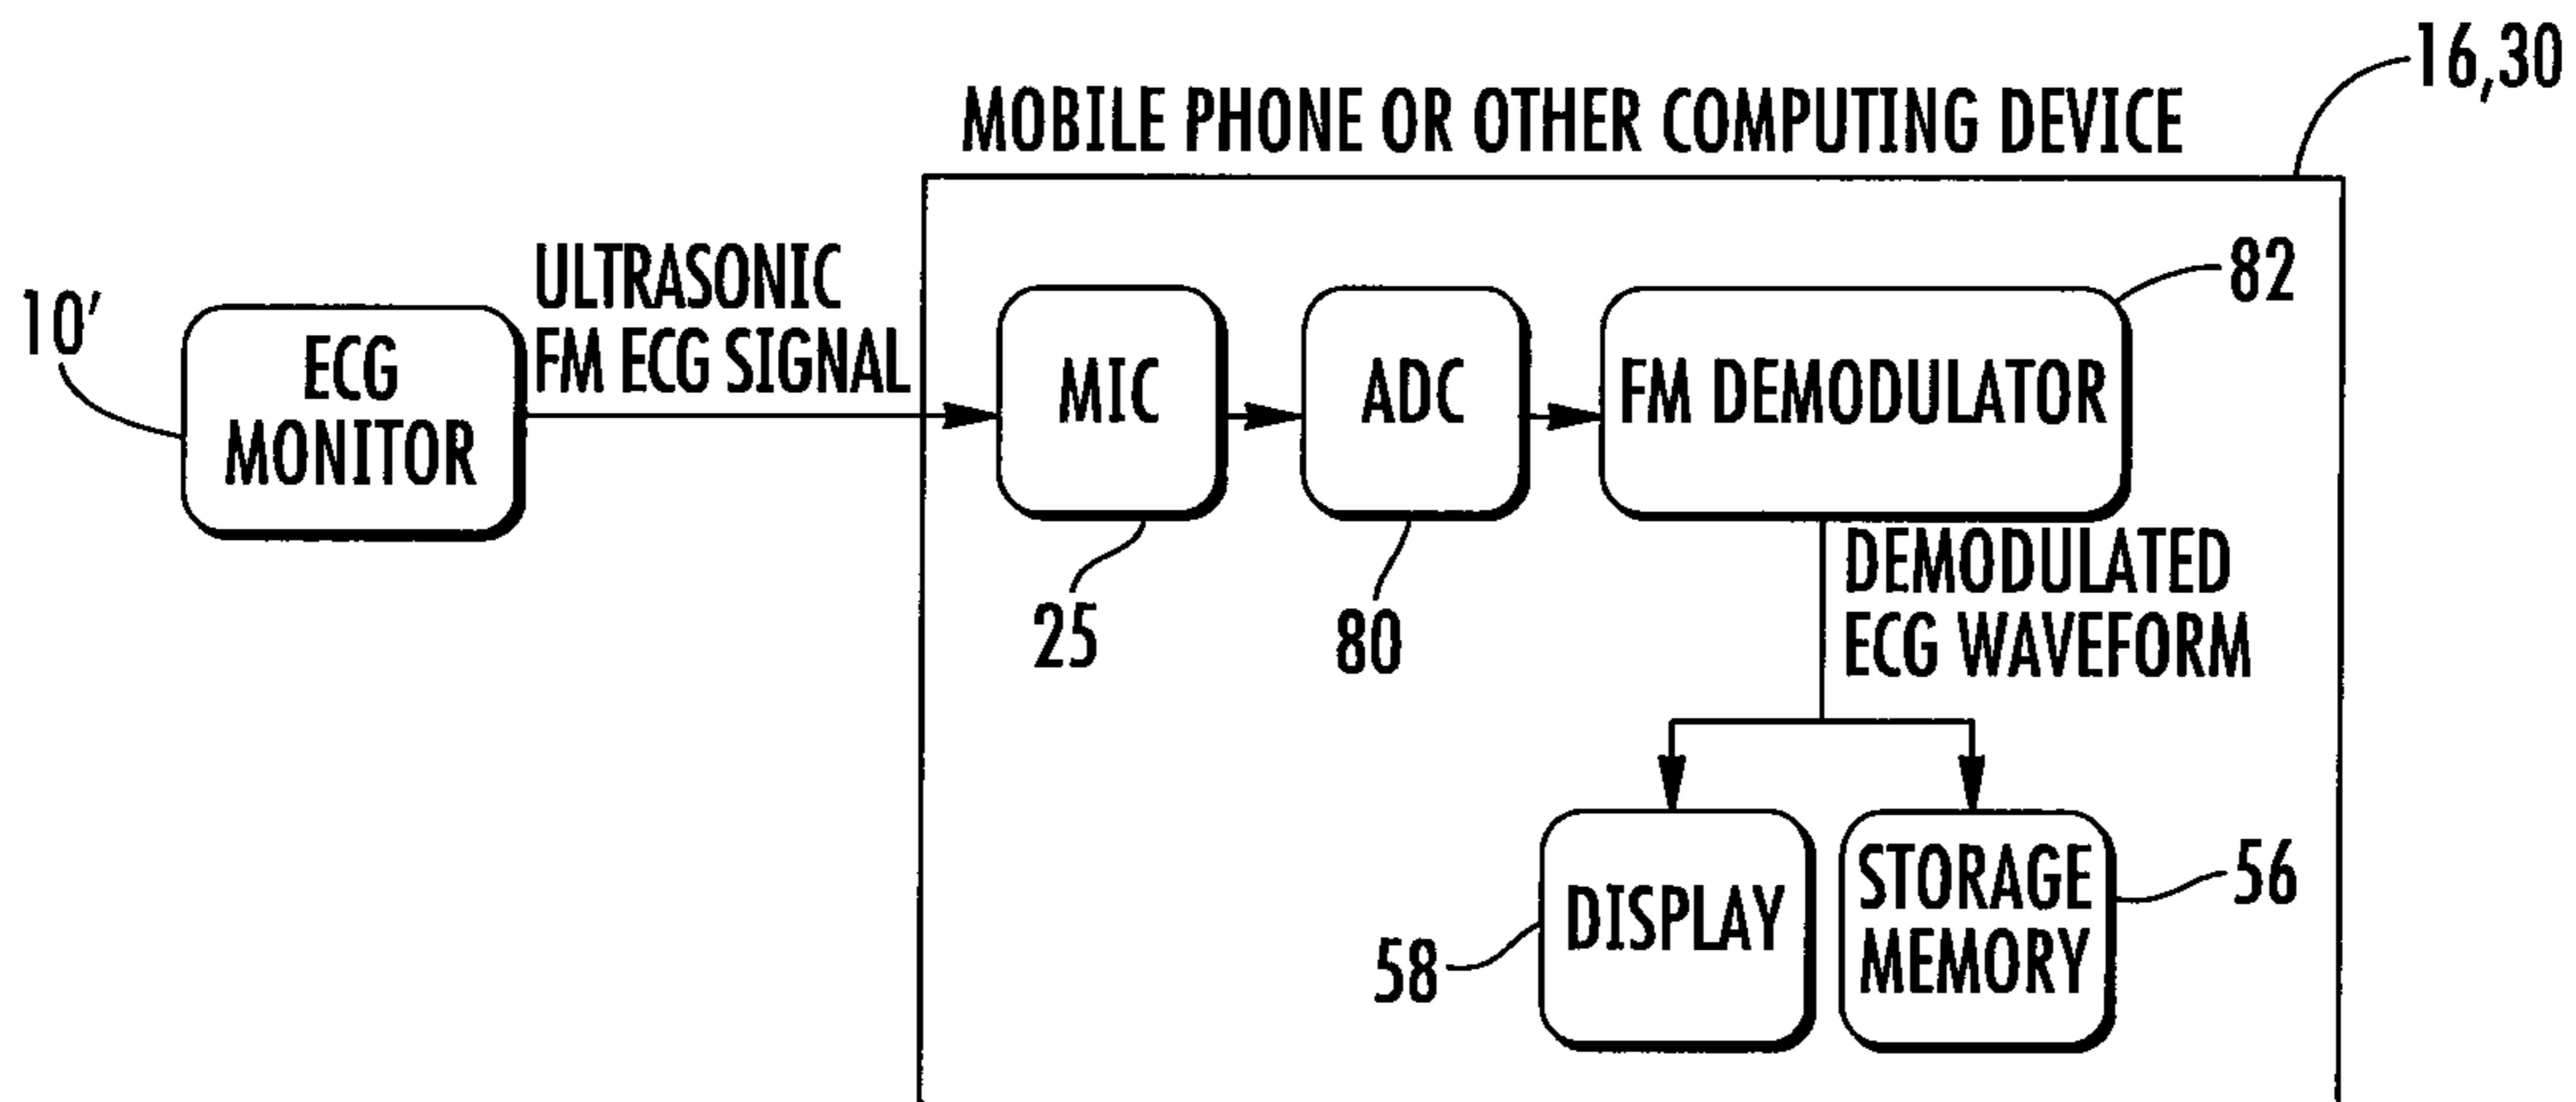 16,30
MOBILE PHONE OR OTHER COMPUTING DEVICE
10'
ECG
MONITOR
ULTRASONIC
FM ECG SIGNAL
MIC
25
ADC
80
FM DEMODULATOR
82
DEMODULATED
ECG WAVEFORM
DISPLAY
58
STORAGE
MEMORY
56